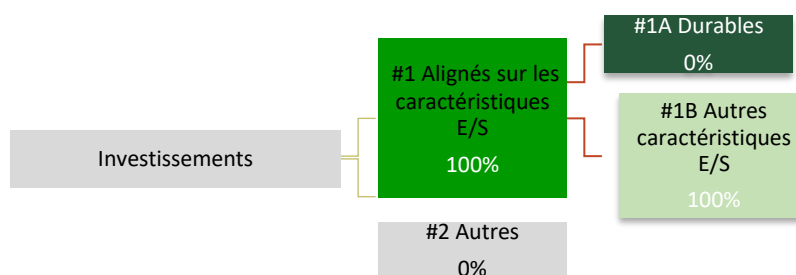 Investissements
#1 Alignés sur les
caractéristiques
E/S
100%
#2 Autres
0%
#1A Durables
0%
#1B Autres
caractéristiques
E/S
100%